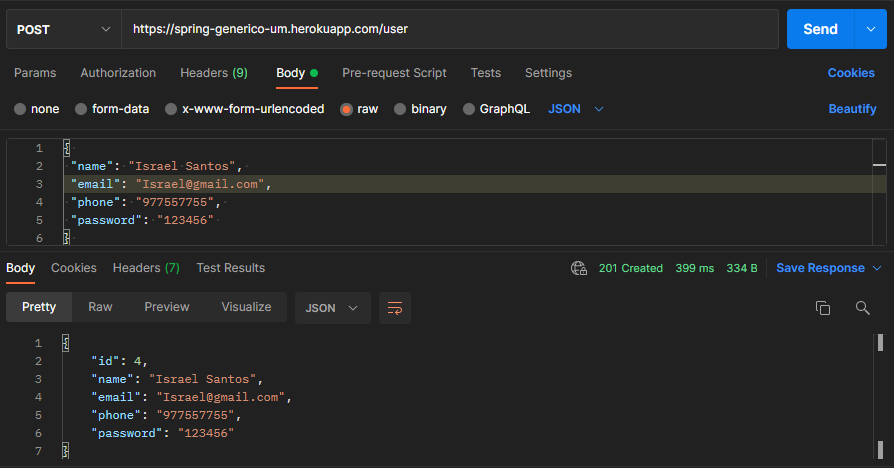 POST https://spring-generico-um.herokuapp.com/user Send
Params Authorization Headers (9) Body Pre-request Script Tests Settings Cookies
none form-data x-www-form-urlencoded raw binary GraphQL JSON Beautify
1 {
2 "name": "Israel Santos",
3 "email": "Israel@gmail.com",
4 "phone": "977557755",
5 "password": "123456"
6 }
Body Cookies Headers (7) Test Results 201 Created 399 ms 334 B Save Response
Pretty Raw Preview Visualize JSON
1 {
2 "id": 4,
3 "name": "Israel Santos",
4 "email": "Israel@gmail.com",
5 "phone": "977557755",
6 "password": "123456"
7 }